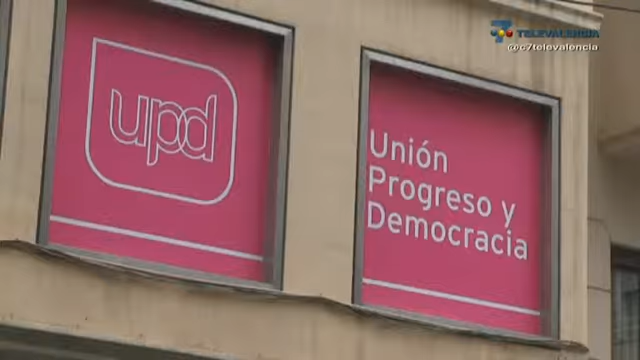 TELEVALENCIA
@c7televalencia
upd
Unión
Progreso y
Democracia